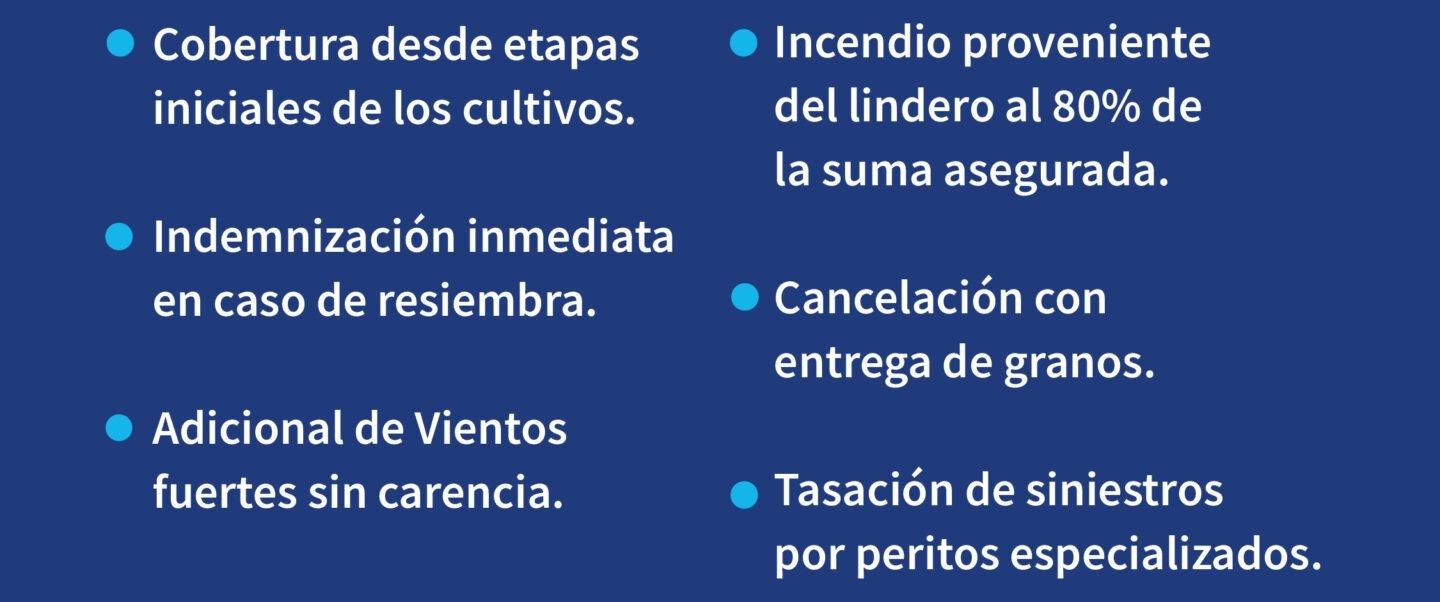 Cobertura desde etapas
iniciales de los cultivos.
Indemnización inmediata
en caso de resiembra.
Adicional de Vientos
fuertes sin carencia.
Incendio proveniente
del lindero al 80% de
la suma asegurada.
Cancelación con
entrega de granos.
Tasación de siniestros
por peritos especializados.